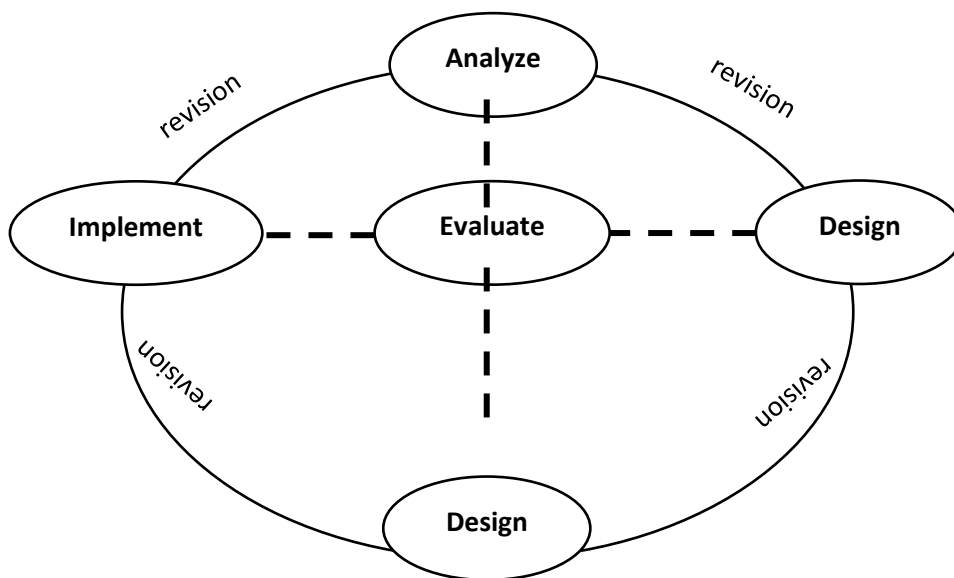 Analyze
revision
revision
Implement
Evaluate
Design
revision
revision
Design